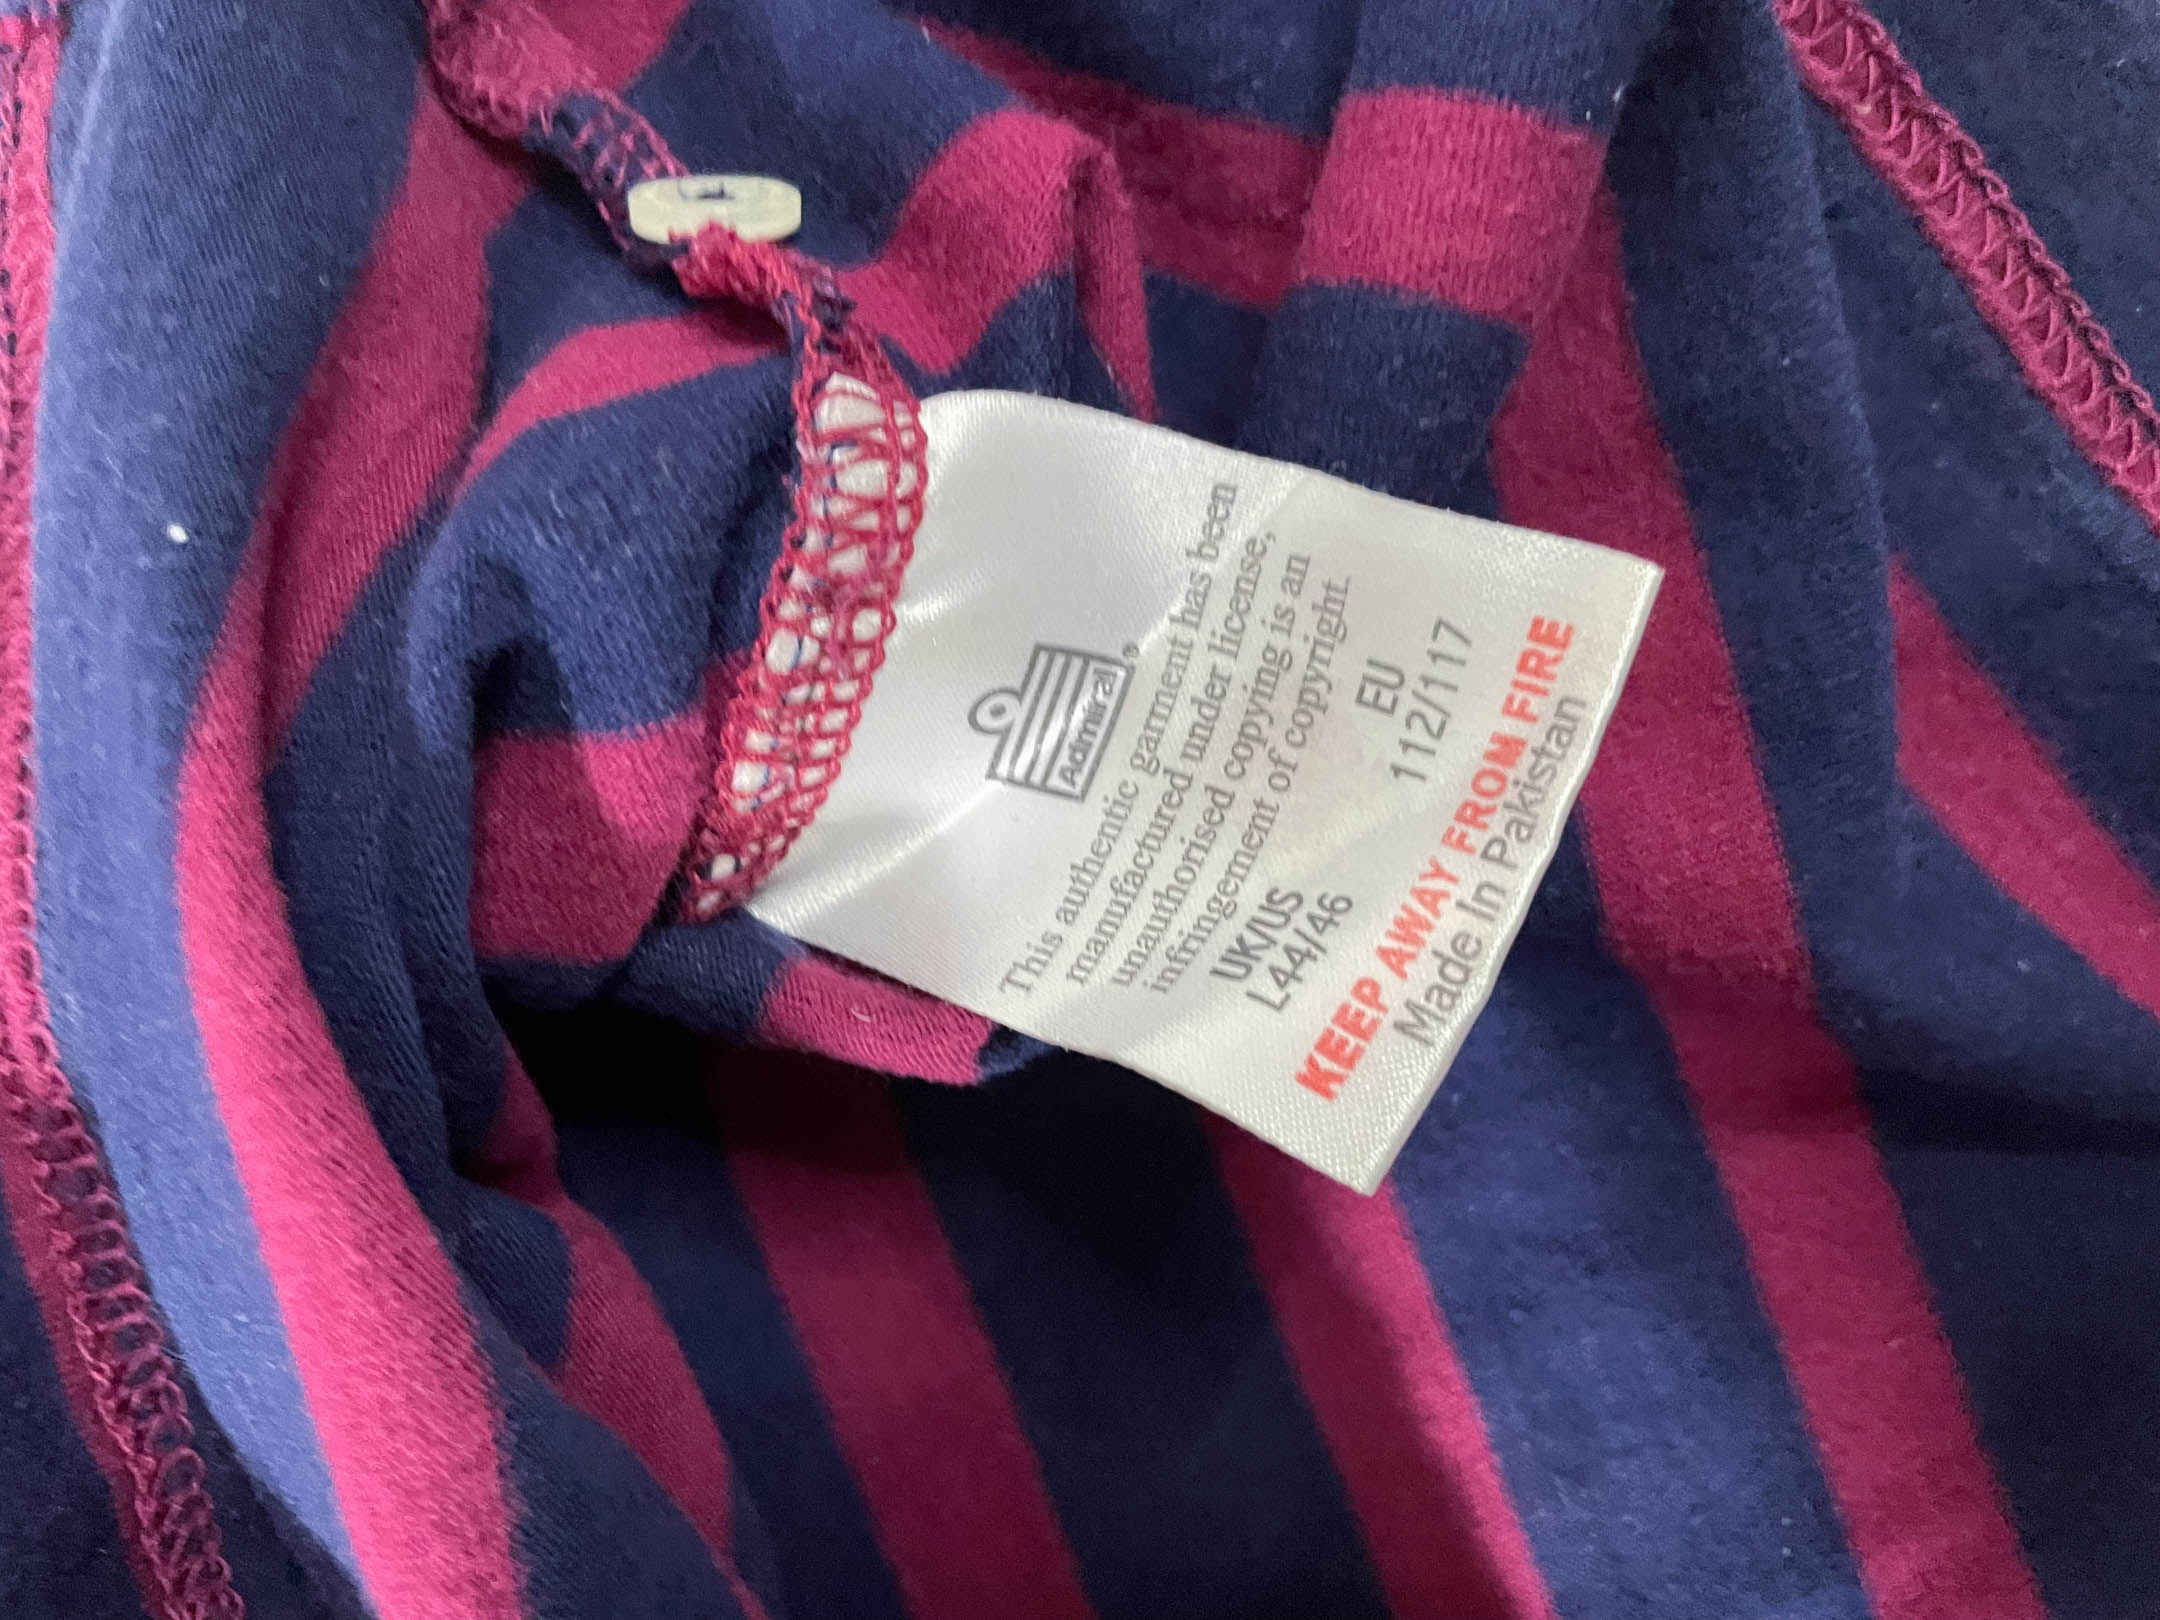 Admiral®
This authentic garment has been
manufactured under license,
unauthorised copying is an
infringement of copyright.
UK/US EU
L44/46 112/117
KEEP AWAY FROM FIRE
Made In Pakistan